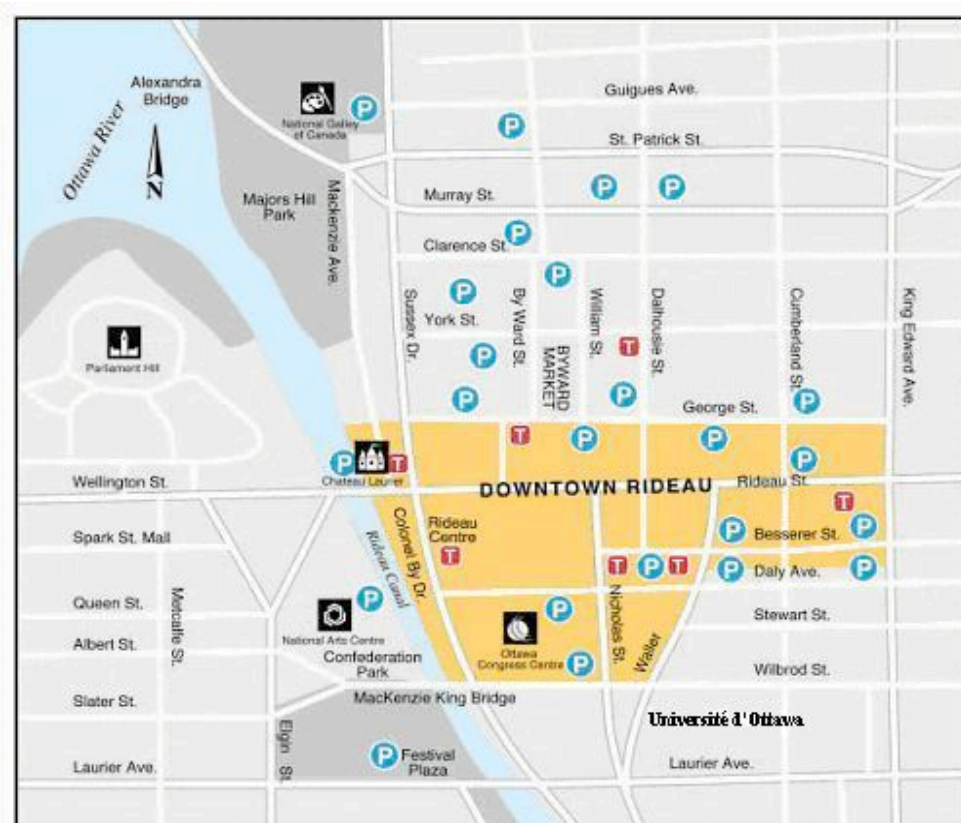 Alexandra
Bridge
Ottawa River
N
National Galley
of Canada
P
Guigues Ave.
P
St. Patrick St.
Majors Hill
Park
Mackenzie Ave.
Murray St.
P
P
Clarence St.
P
P
P
Sussex Dr.
York St.
By Ward St.
BYWARD
MARKET
William St.
Dalhousie St.
Cumberland St.
King Edward Ave.
T
Parliament Hill
P
P
P
George St.
P
T
P
P
P
Chateau Laurier
T
P
Wellington St.
DOWNTOWN RIDEAU
Rideau St.
Spark St. Mall
Rideau Canal
Colonel By Dr.
Rideau
Centre
T
T
P
T
P
Besserer St.
T
P
P
Daly Ave.
P
Queen St.
Metcalfe St.
P
National Arts Centre
P
Ottawa
Congress Centre
P
Nicholes St.
Waller
Stewart St.
Albert St.
Confederation
Park
Wilbrod St.
Slater St.
MacKenzie King Bridge
Elgin St.
Université d'Ottawa
P
Festival
Plaza
Laurier Ave.
Laurier Ave.